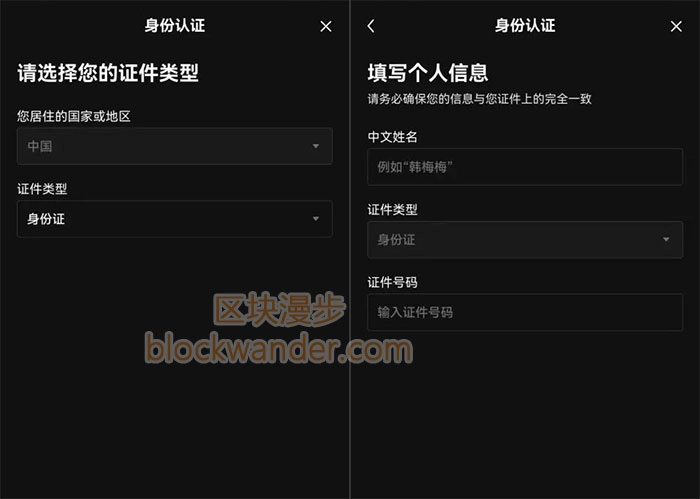 身份认证
请选择您的证件类型
您居住的国家或地区
中国
证件类型
身份证
身份认证
填写个人信息
请务必确保您的信息与您证件上的完全一致
中文姓名
例如“韩梅梅”
证件类型
身份证
证件号码
输入证件号码
区块漫步
blockwander.com